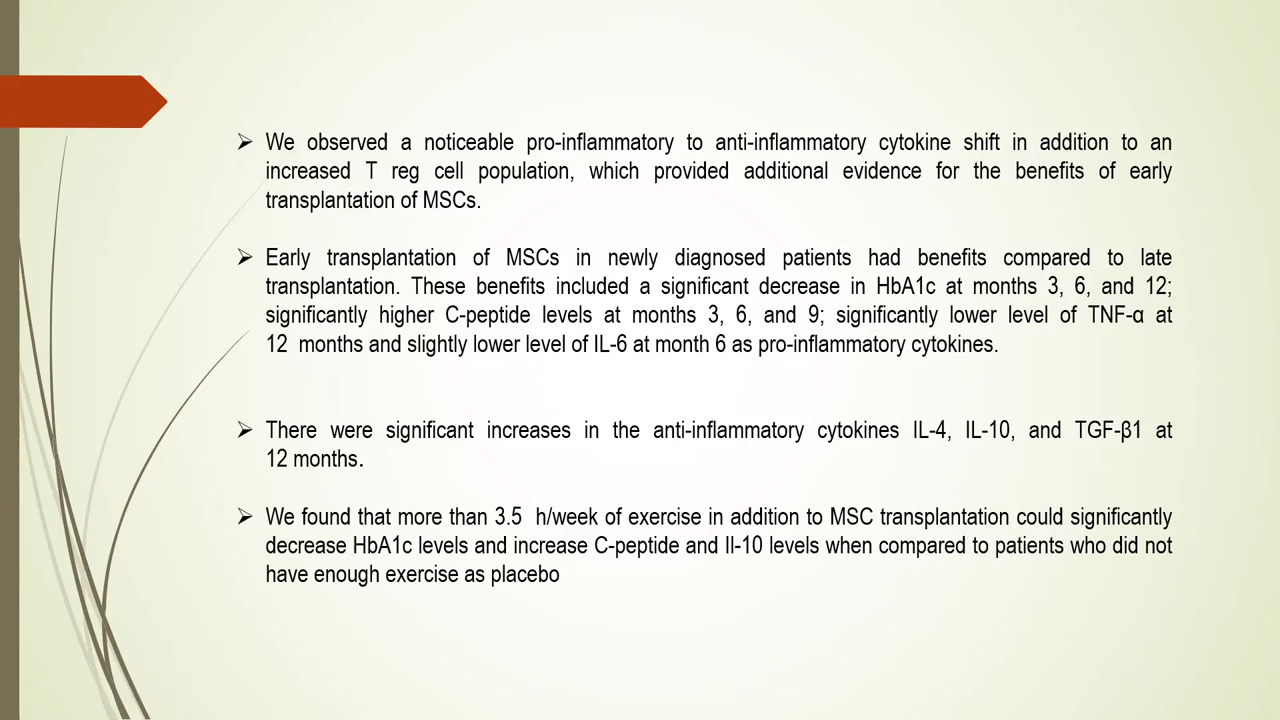 We observed a noticeable pro-inflammatory to anti-inflammatory cytokine shift in addition to an
increased T reg cell population, which provided additional evidence for the benefits of early
transplantation of MSCs.
Early transplantation of MSCs in newly diagnosed patients had benefits compared to late
transplantation. These benefits included a significant decrease in HbA1c at months 3, 6, and 12;
significantly higher C-peptide levels at months 3, 6, and 9; significantly lower level of TNF-α at
12 months and slightly lower level of IL-6 at month 6 as pro-inflammatory cytokines.
There were significant increases in the anti-inflammatory cytokines IL-4, IL-10, and TGF-β1 at
12 months.
We found that more than 3.5 h/week of exercise in addition to MSC transplantation could significantly
decrease HbA1c levels and increase C-peptide and Il-10 levels when compared to patients who did not
have enough exercise as placebo